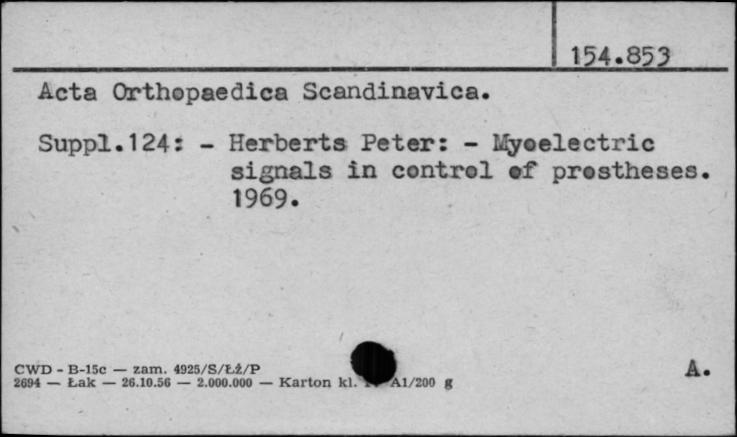 154.853
Acta Orthopaedica Scandinavica.
Suppl.124: - Herberts Peter: - Myoelectric
signals in control of prostheses.
1969.
CWD - B-15c — zam. 4925/S/ŁŻ/P
A.
2694 — Łak — 26.10.56 — 2.000.000 — Karton kl. A1/200 g